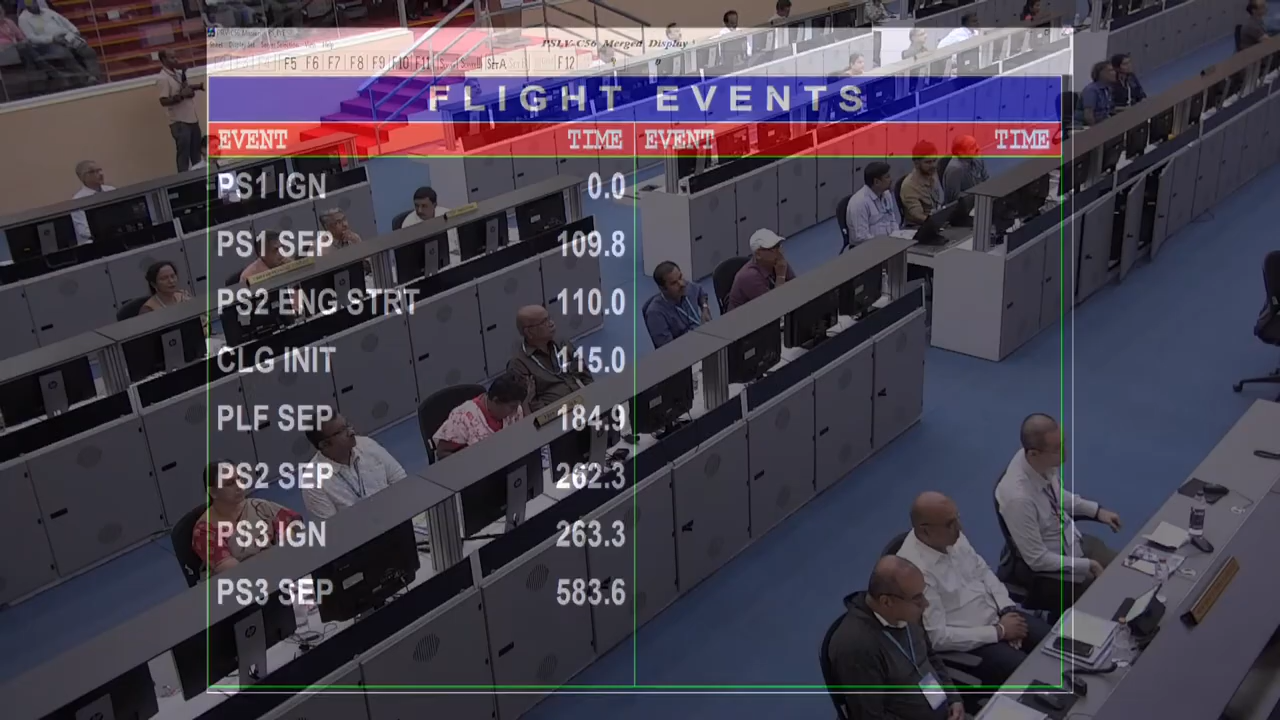 PSLV-C56 Merged Display
F5 F6 F7 F8 F9 F10 F11 F12
FLIGHT EVENTS
EVENT TIME EVENT TIME
PS1 IGN 0.0
PS1 SEP 109.8
PS2 ENG STRT 110.0
CLG INIT 115.0
PLF SEP 184.9
PS2 SEP 262.3
PS3 IGN 263.3
PS3 SEP 583.6